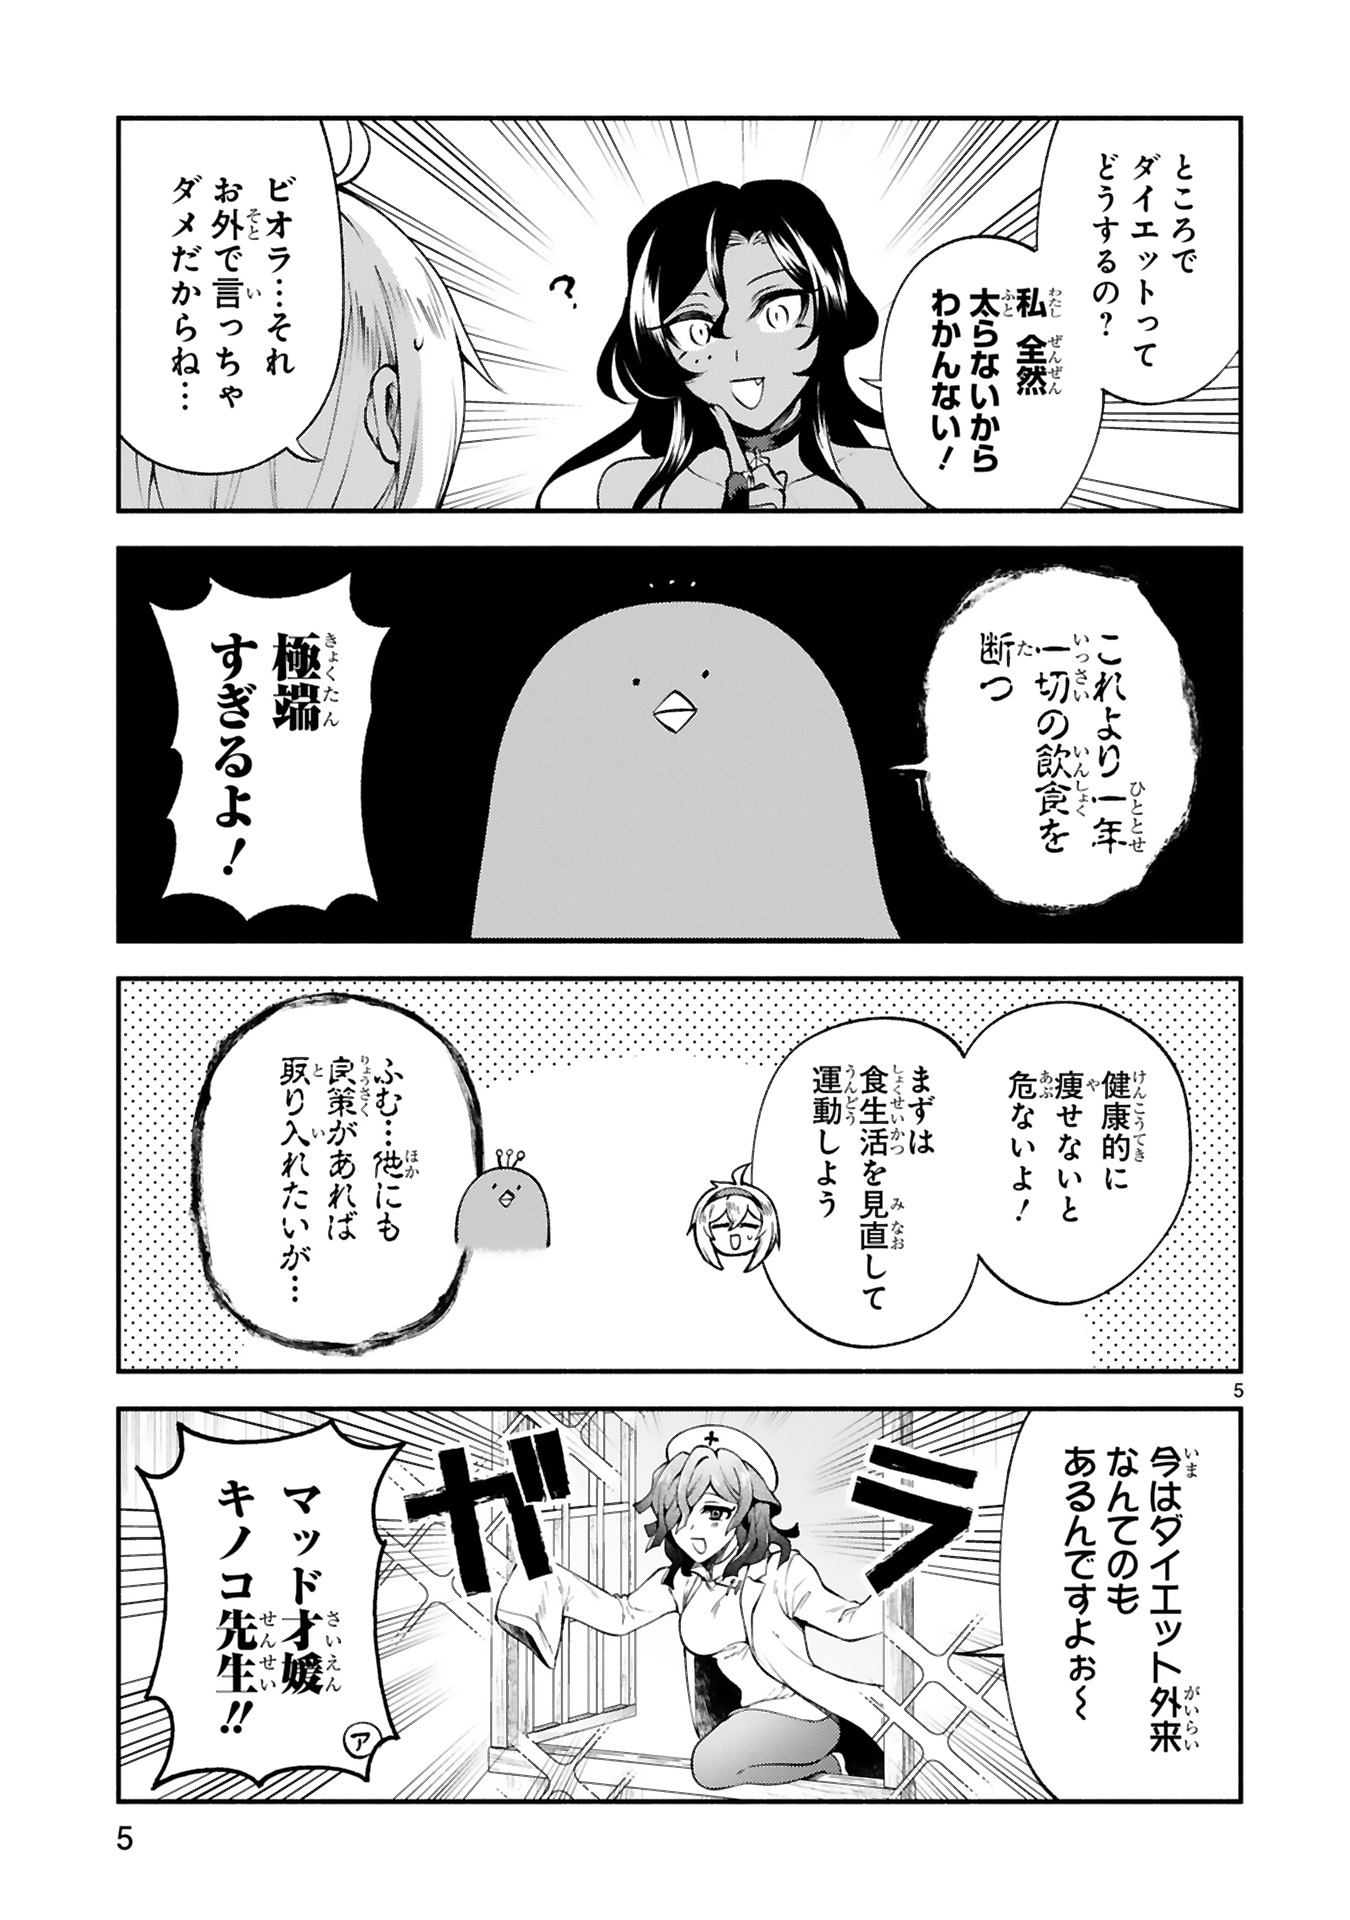 ところで
ダイエットって
どうするの?
私 全然
太らないから
わかんない!
?
ビオラ…それ
お外で言っちゃ
ダメだからね…
これより一年
一切の飲食を
断つ
極端
すぎるよ!
健康的に
痩せないと
危ないよ!
まずは
食生活を見直して
運動しよう
ふむ…他にも
良策があれば
取り入れたいが…
5
今はダイエット外来
なんてのも
あるんですよぉ〜
ガラ
マッド才媛
キノコ先生!!
ア
5